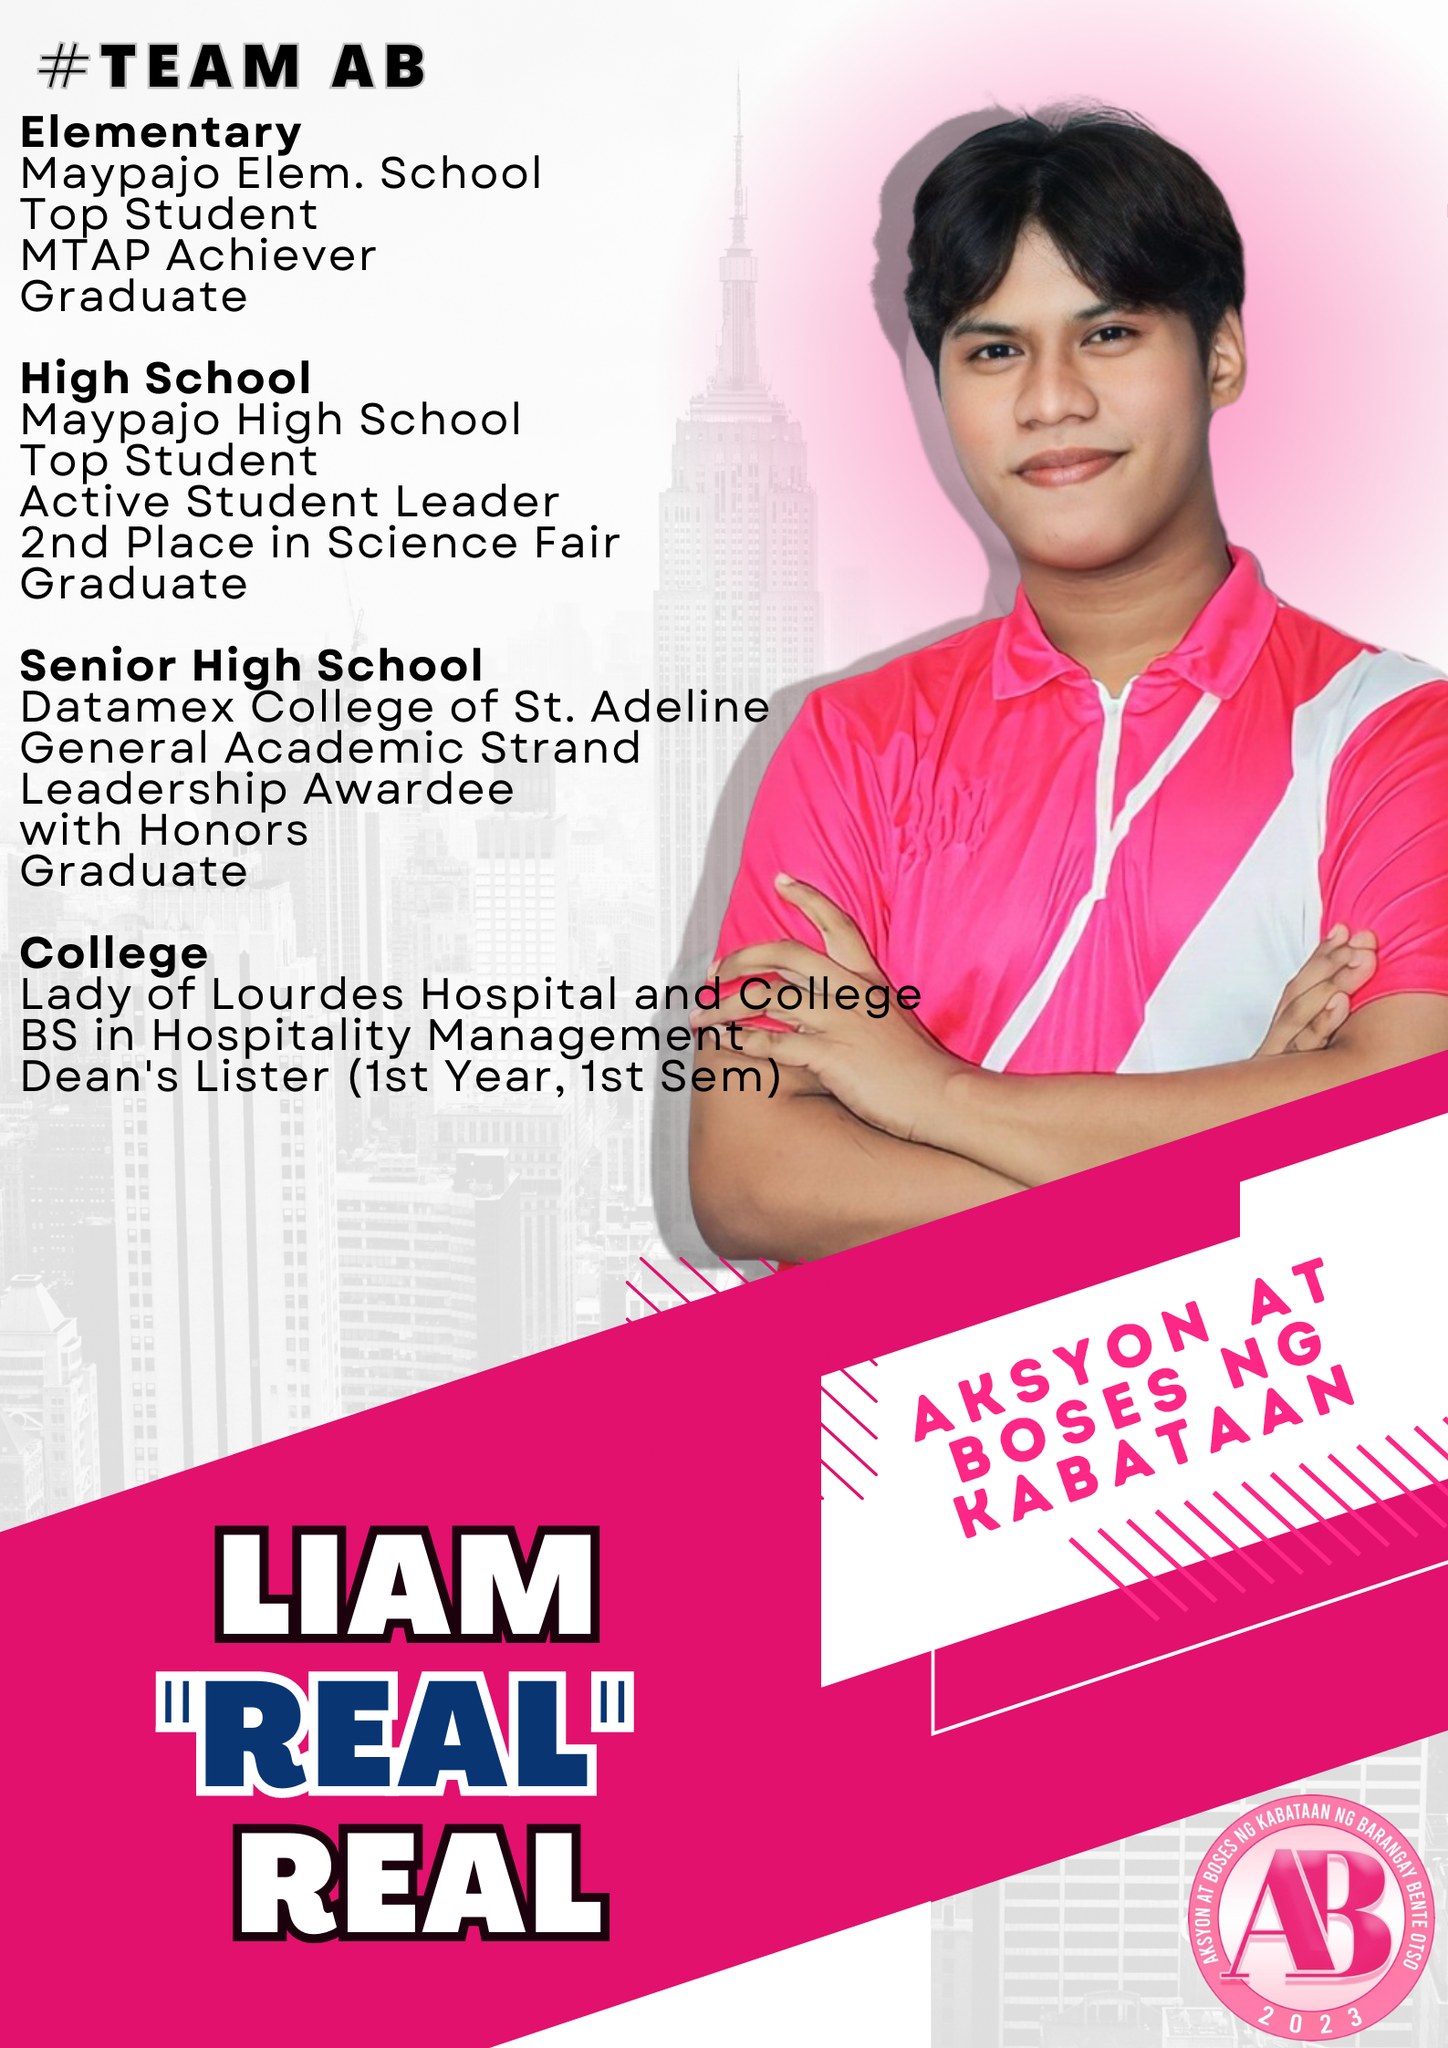 #TEAM AB
Elementary
Maypajo Elem. School
Top Student
MTAP Achiever
Graduate
High School
Maypajo High School
Top Student
Active Student Leader
2nd Place in Science Fair
Graduate
Senior High School
Datamex College of St. Adeline
General Academic Strand
Leadership Awardee
with Honors
Graduate
College
Lady of Lourdes Hospital and College
BS in Hospitality Management
Dean's Lister (1st Year, 1st Sem)
AKSYON AT
BOSES NG
KABATAAN
LIAM
"REAL"
REAL
AKSYON AT BOSES NG KABATAAN NG BARANGAY BENTE OTSO
AB
2023